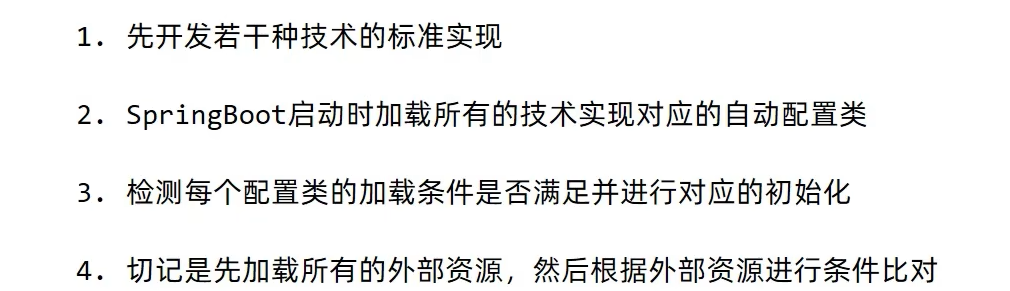 1. 先开发若干种技术的标准实现
2. SpringBoot启动时加载所有的技术实现对应的自动配置类
3. 检测每个配置类的加载条件是否满足并进行对应的初始化
4. 切记是先加载所有的外部资源，然后根据外部资源进行条件比对